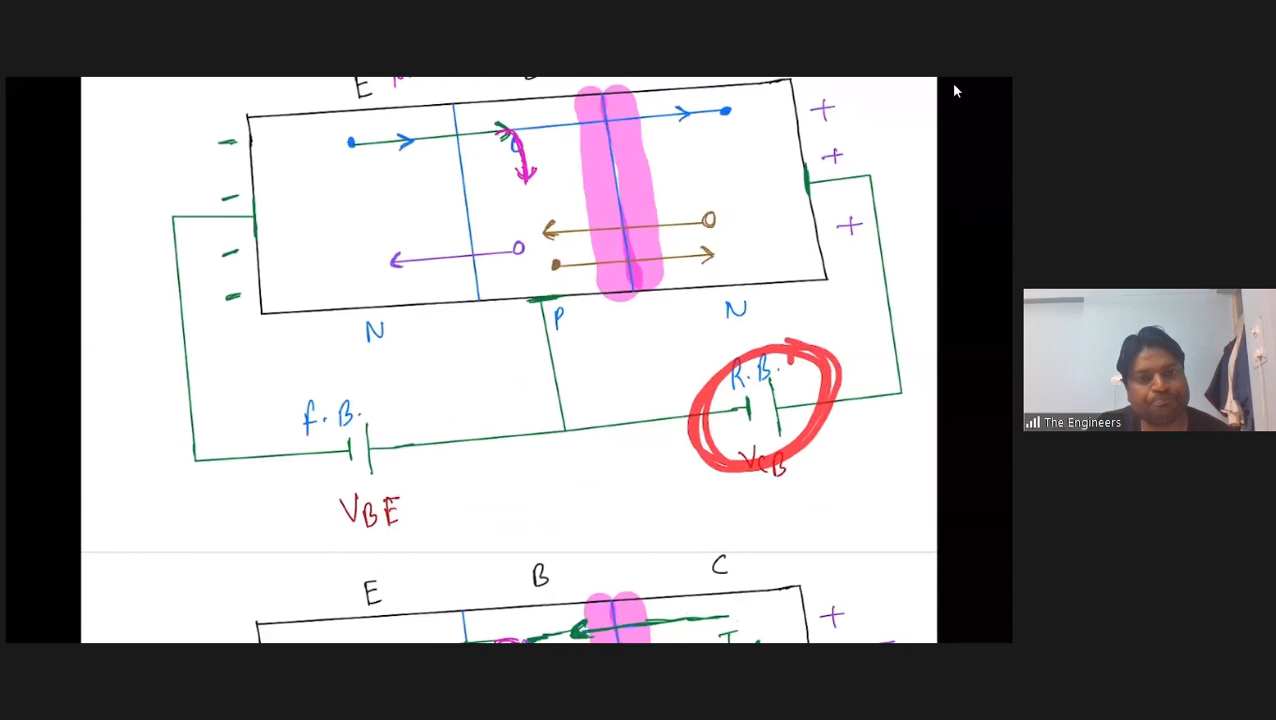 E
-
-
-
-
+
+
+
N
P
N
F. B.
R. B.
VBE
VCB
E
B
C
+
The Engineers